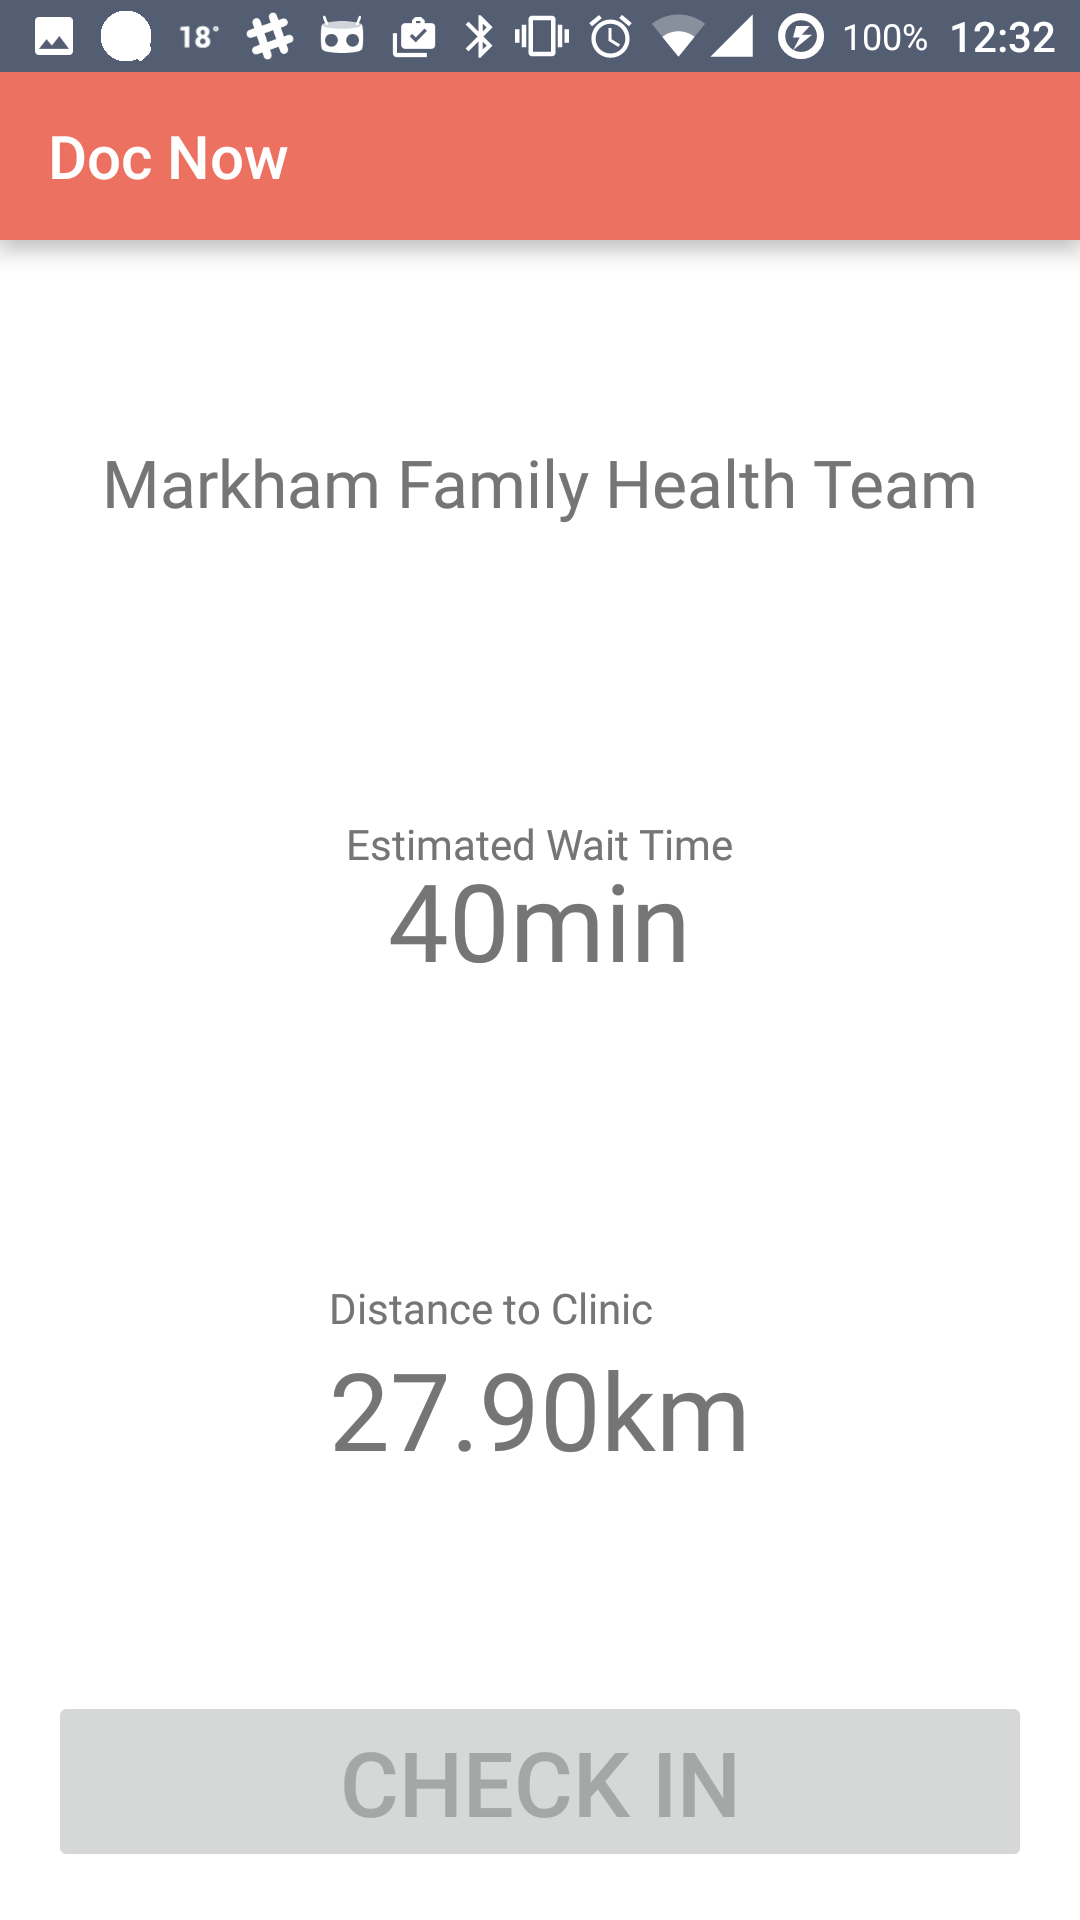 18° 100% 12:32
Doc Now
Markham Family Health Team
Estimated Wait Time
40min
Distance to Clinic
27.90km
CHECK IN